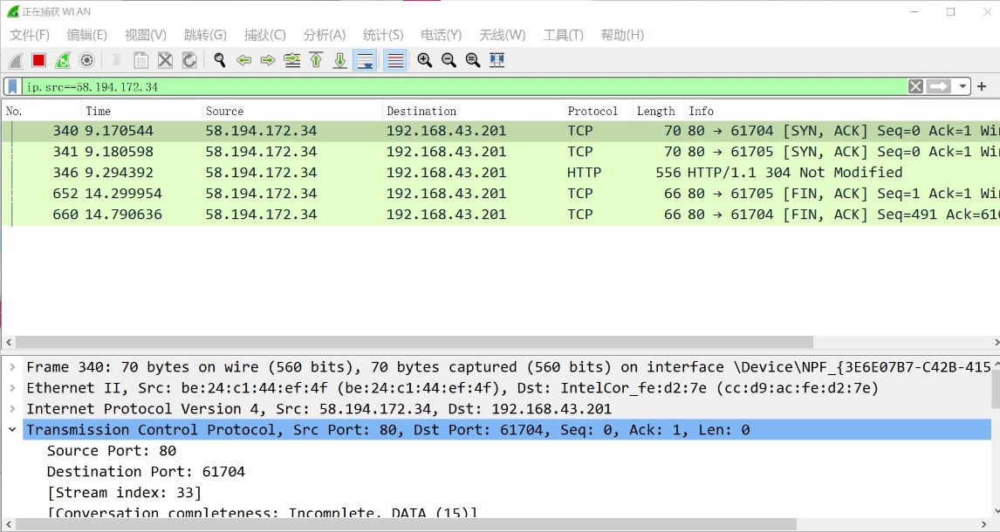 正在捕获 WLAN
文件(F) 编辑(E) 视图(V) 跳转(G) 捕获(C) 分析(A) 统计(S) 电话(Y) 无线(W) 工具(T) 帮助(H)
ip.src==58.194.172.34
No. Time Source Destination Protocol Length Info
340 9.170544 58.194.172.34 192.168.43.201 TCP 70 80 → 61704 [SYN, ACK] Seq=0 Ack=1 Wi
341 9.180598 58.194.172.34 192.168.43.201 TCP 70 80 → 61705 [SYN, ACK] Seq=0 Ack=1 Wi
346 9.294392 58.194.172.34 192.168.43.201 HTTP 556 HTTP/1.1 304 Not Modified
652 14.299954 58.194.172.34 192.168.43.201 TCP 66 80 → 61705 [FIN, ACK] Seq=1 Ack=1 Wi
660 14.790636 58.194.172.34 192.168.43.201 TCP 66 80 → 61704 [FIN, ACK] Seq=491 Ack=61
Frame 340: 70 bytes on wire (560 bits), 70 bytes captured (560 bits) on interface \Device\NPF_{3E6E07B7-C42B-415
Ethernet II, Src: be:24:c1:44:ef:4f (be:24:c1:44:ef:4f), Dst: IntelCor_fe:d2:7e (cc:d9:ac:fe:d2:7e)
Internet Protocol Version 4, Src: 58.194.172.34, Dst: 192.168.43.201
Transmission Control Protocol, Src Port: 80, Dst Port: 61704, Seq: 0, Ack: 1, Len: 0
Source Port: 80
Destination Port: 61704
[Stream index: 33]
[Conversation completeness: Incomplete, DATA (15)]